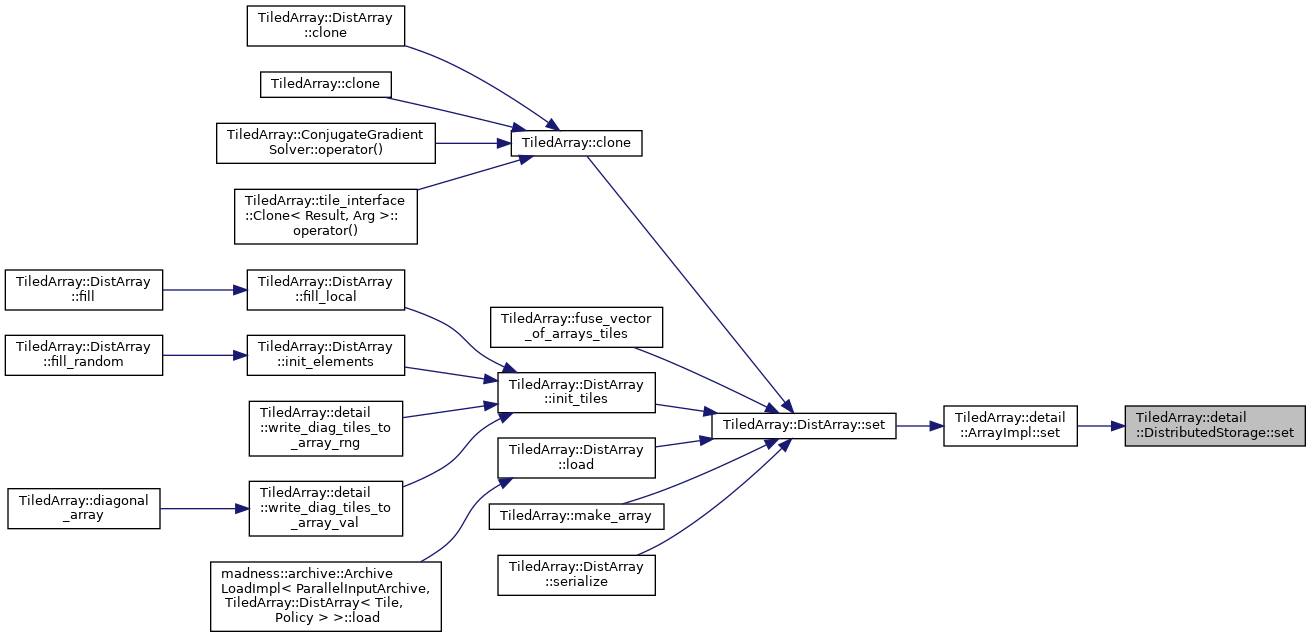 TiledArray::DistArray
::clone
TiledArray::clone
TiledArray::ConjugateGradient
Solver::operator()
TiledArray::tile_interface
::Clone< Result, Arg >::
operator()
TiledArray::clone
TiledArray::DistArray
::fill
TiledArray::DistArray
::fill_local
TiledArray::fuse_vector
_of_arrays_tiles
TiledArray::DistArray
::fill_random
TiledArray::DistArray
::init_elements
TiledArray::DistArray
::init_tiles
TiledArray::detail
::write_diag_tiles_to
_array_rng
TiledArray::DistArray::set
TiledArray::detail
::ArrayImpl::set
TiledArray::detail
::DistributedStorage::set
TiledArray::DistArray
::load
TiledArray::diagonal
_array
TiledArray::detail
::write_diag_tiles_to
_array_val
TiledArray::make_array
TiledArray::DistArray
::serialize
madness::archive::Archive
LoadImpl< ParallelInputArchive,
TiledArray::DistArray< Tile,
Policy > >::load